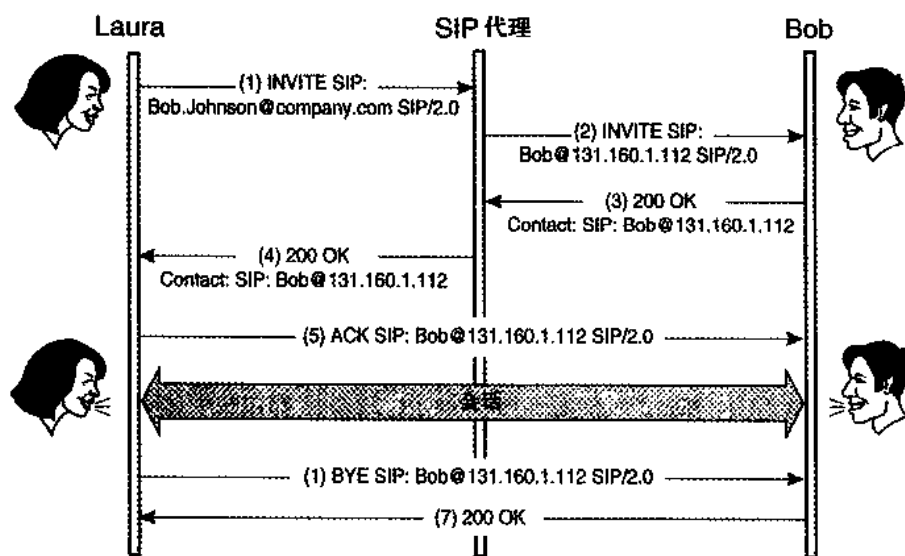 Laura
SIP 代理
Bob
(1) INVITE SIP:
Bob.Johnson@company.com SIP/2.0
(2) INVITE SIP:
Bob@131.160.1.112 SIP/2.0
(3) 200 OK
Contact: SIP: Bob@131.160.1.112
(4) 200 OK
Contact: SIP: Bob@131.160.1.112
(5) ACK SIP: Bob@131.160.1.112 SIP/2.0
会话
(1) BYE SIP: Bob@131.160.1.112 SIP/2.0
(7) 200 OK